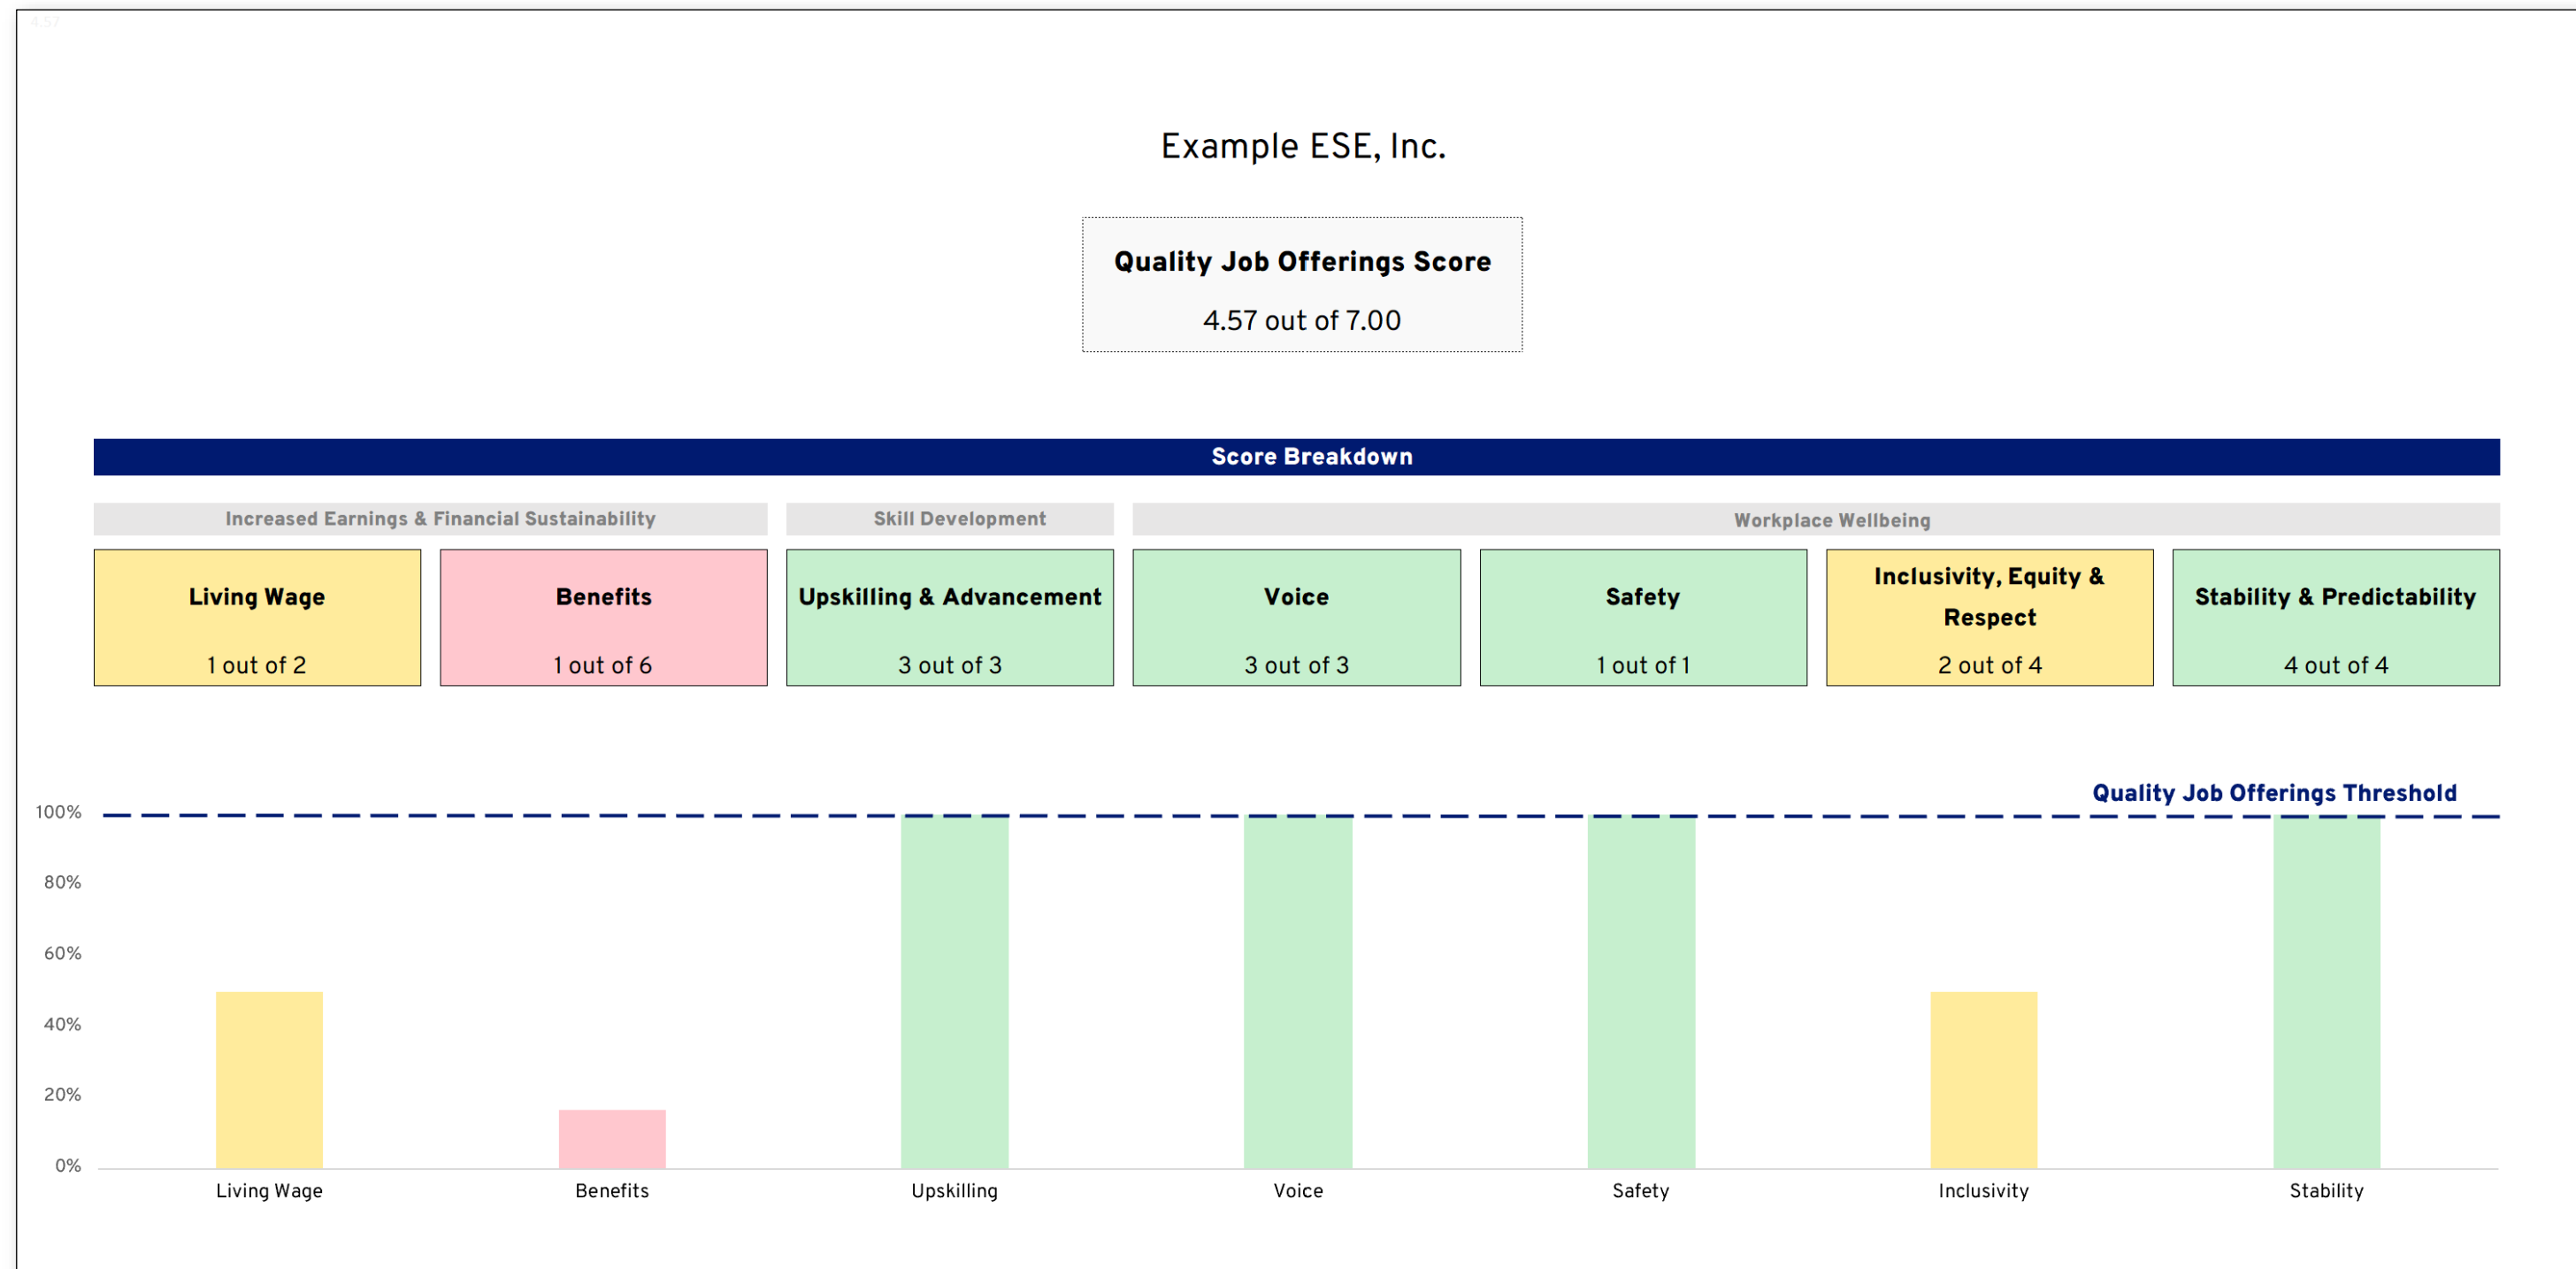 4.57
Example ESE, Inc.
Quality Job Offerings Score
4.57 out of 7.00
Score Breakdown
Increased Earnings & Financial Sustainability
Skill Development
Workplace Wellbeing
Living Wage
1 out of 2
Benefits
1 out of 6
Upskilling & Advancement
3 out of 3
Voice
3 out of 3
Safety
1 out of 1
Inclusivity, Equity &
Respect
2 out of 4
Stability & Predictability
4 out of 4
Quality Job Offerings Threshold
100%
80%
60%
40%
20%
0%
Living Wage
Benefits
Upskilling
Voice
Safety
Inclusivity
Stability